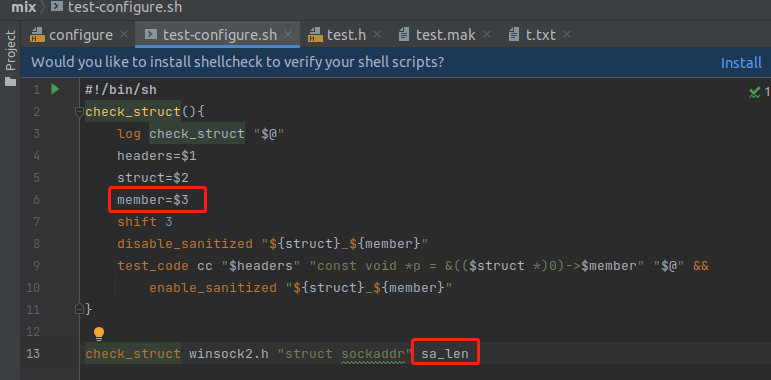 mix 〉 test-configure.sh
configure × test-configure.sh × test.h × test.mak × t.txt ×
Project
Would you like to install shellcheck to verify your shell scripts? Install
1 #!/bin/sh
1
2 check_struct(){
3 log check_struct "$@"
4 headers=$1
5 struct=$2
6 member=$3
7 shift 3
8 disable_sanitized "${struct}_${member}"
9 test_code cc "$headers" "const void *p = &(($struct *)0)->$member" "$@" &&
10 enable_sanitized "${struct}_${member}"
11 }
12
13 check_struct winsock2.h "struct sockaddr" sa_len